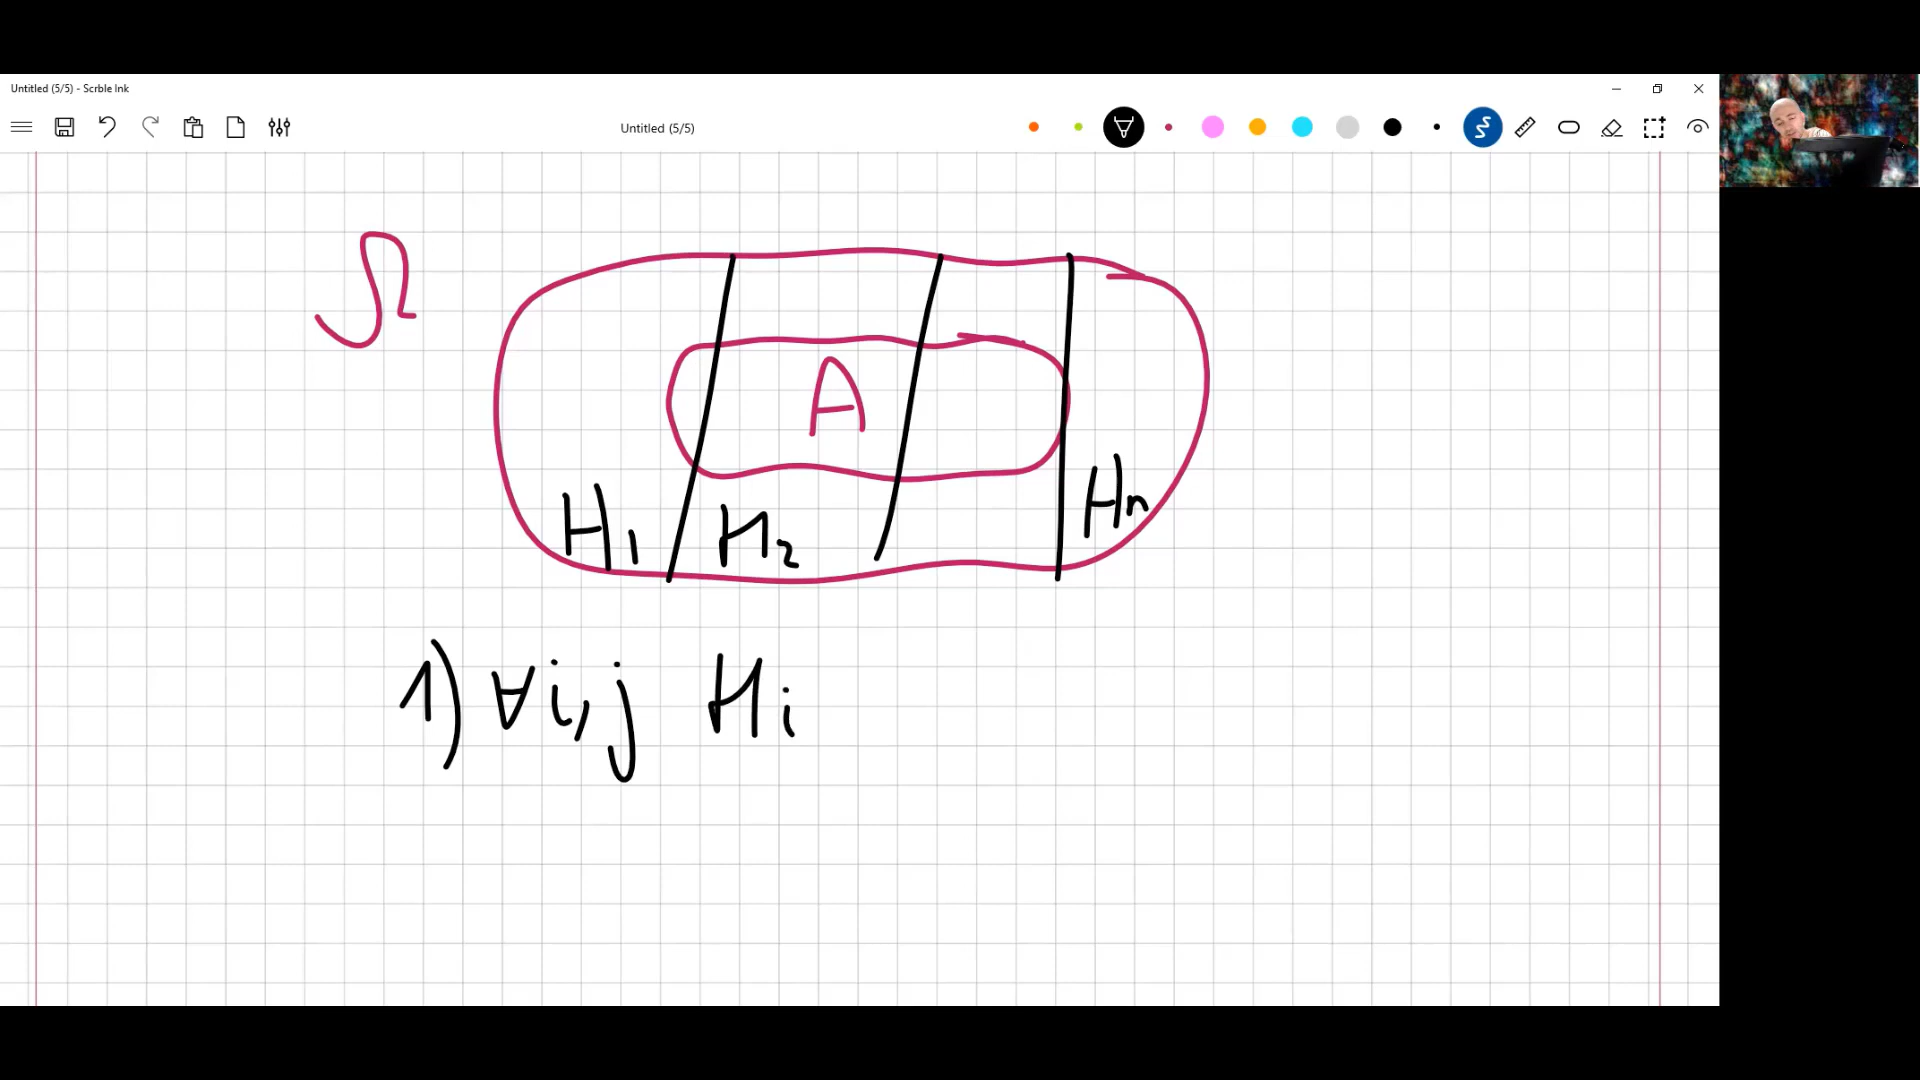 Untitled (5/5) - Scrble Ink
Untitled (5/5)
Ω
A
H₁ H₂ Hn
1) ∀i,j Hi